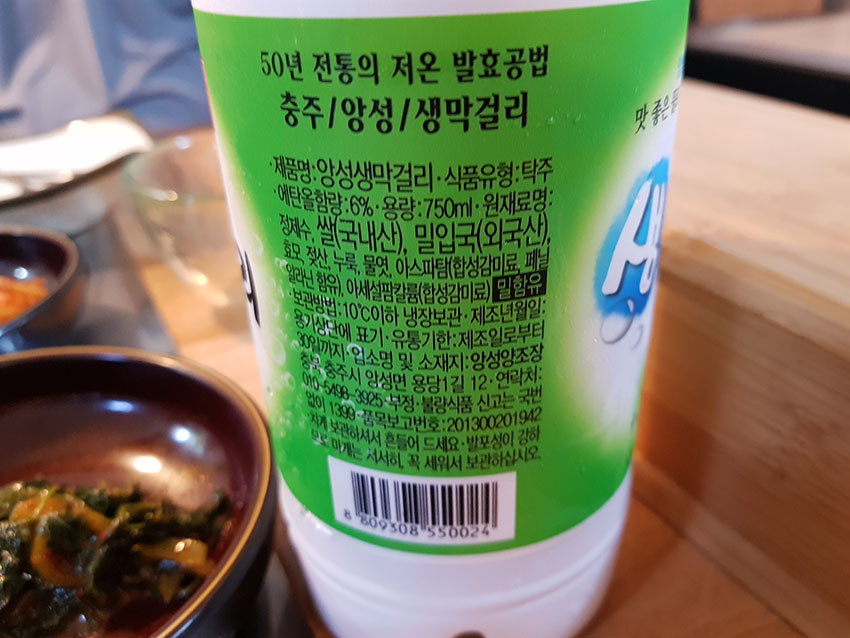 50년 전통의 저온 발효공법
충주/앙성/생막걸리
·제품명:앙성생막걸리·식품유형:탁주
·에탄올함량:6%·용량:750ml·원재료명:
정제수, 쌀(국내산), 밀입국(외국산),
효모, 젖산, 누룩, 물엿, 아스파탐(합성감미료, 페닐
알라닌 함유), 아세설팜칼륨(합성감미료) 밀함유
·보관방법:10℃이하 냉장보관·제조년월일:
용기상단에 표기·유통기한:제조일로부터
30일까지·업소명 및 소재지:앙성양조장
충북 충주시 앙성면 용당1길 12·연락처:
010-5498-3925·부정·불량식품 신고는 국번
없이 1399·품목보고번호:201300201942
차게 보관하셔서 흔들어 드세요·발포성이 강하
므로 마개는 서서히, 꼭 세워서 보관하십시오
8 809308 550024
맛 좋은
생
리